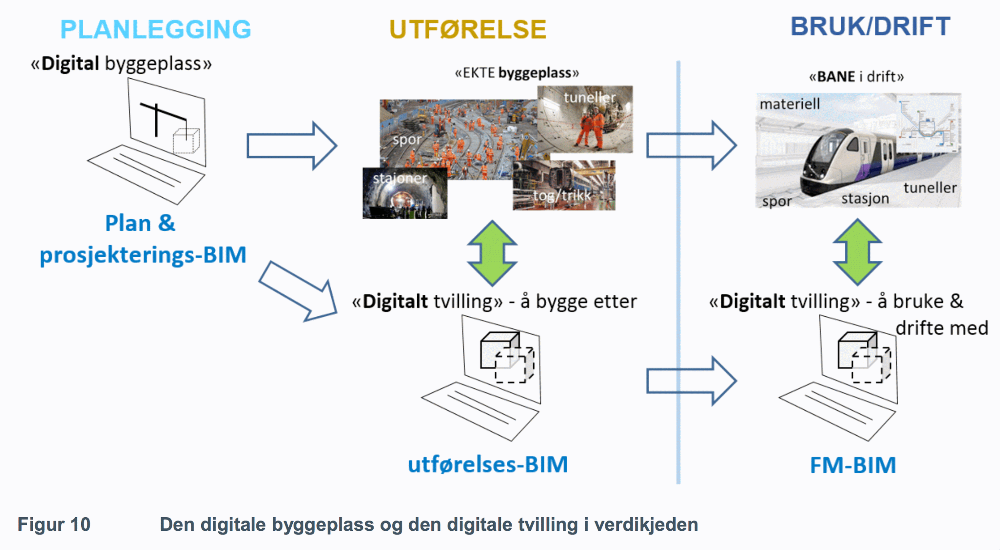 PLANLEGGING
UTFØRELSE
BRUK/DRIFT
«Digital byggeplass»
«EKTE byggeplass»
«BANE i drift»
tuneller
spor
stajoner
tog/trikk
materiell
tuneller
stasjon
spor
Plan &
prosjekterings-BIM
«Digitalt tvilling» - å bygge etter
«Digitalt tvilling» - å bruke &
drifte med
utførelses-BIM
FM-BIM
Figur 10 Den digitale byggeplass og den digitale tvilling i verdikjeden